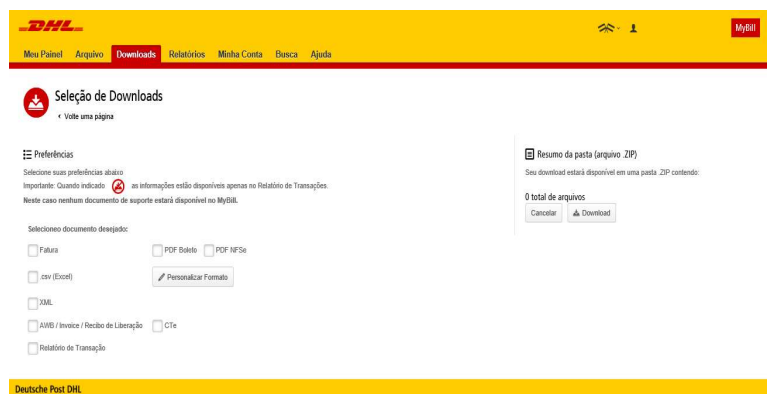 DHL
MyBill
Meu Painel Arquivo Downloads Relatórios Minha Conta Busca Ajuda
Seleção de Downloads
‹ Volte uma página
Preferências
Selecione suas preferências abaixo
Importante: Quando indicado as informações estão disponíveis apenas no Relatório de Transações.
Neste caso nenhum documento de suporte estará disponível no MyBill.
Selecioneo documento desejado:
Fatura PDF Boleto PDF NFSe
.csv (Excel) Personalizar Formato
XML
AWB / Invoice / Recibo de Liberação CTe
Relatório de Transação
Resumo da pasta (arquivo .ZIP)
Seu download estará disponível em uma pasta .ZIP contendo:
0 total de arquivos
Cancelar Download
Deutsche Post DHL